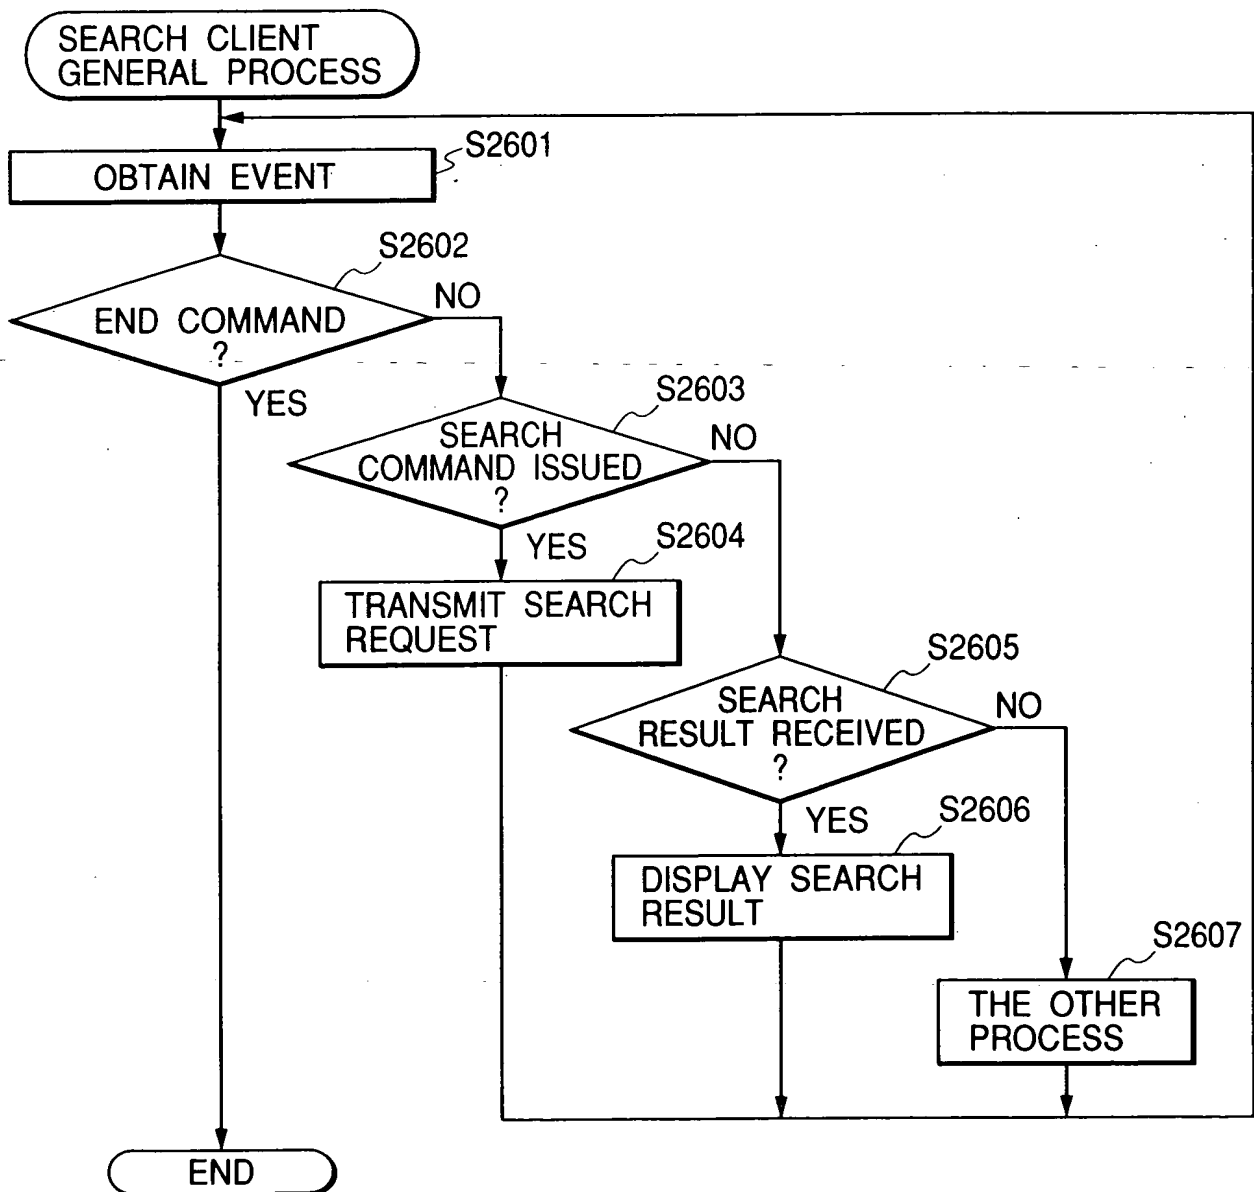 SEARCH CLIENT
GENERAL PROCESS
S2601
OBTAIN EVENT
S2602
END COMMAND
?
NO
YES
S2603
SEARCH
COMMAND ISSUED
?
NO
YES
S2604
TRANSMIT SEARCH
REQUEST
S2605
SEARCH
RESULT RECEIVED
?
NO
YES
S2606
DISPLAY SEARCH
RESULT
S2607
THE OTHER
PROCESS
END